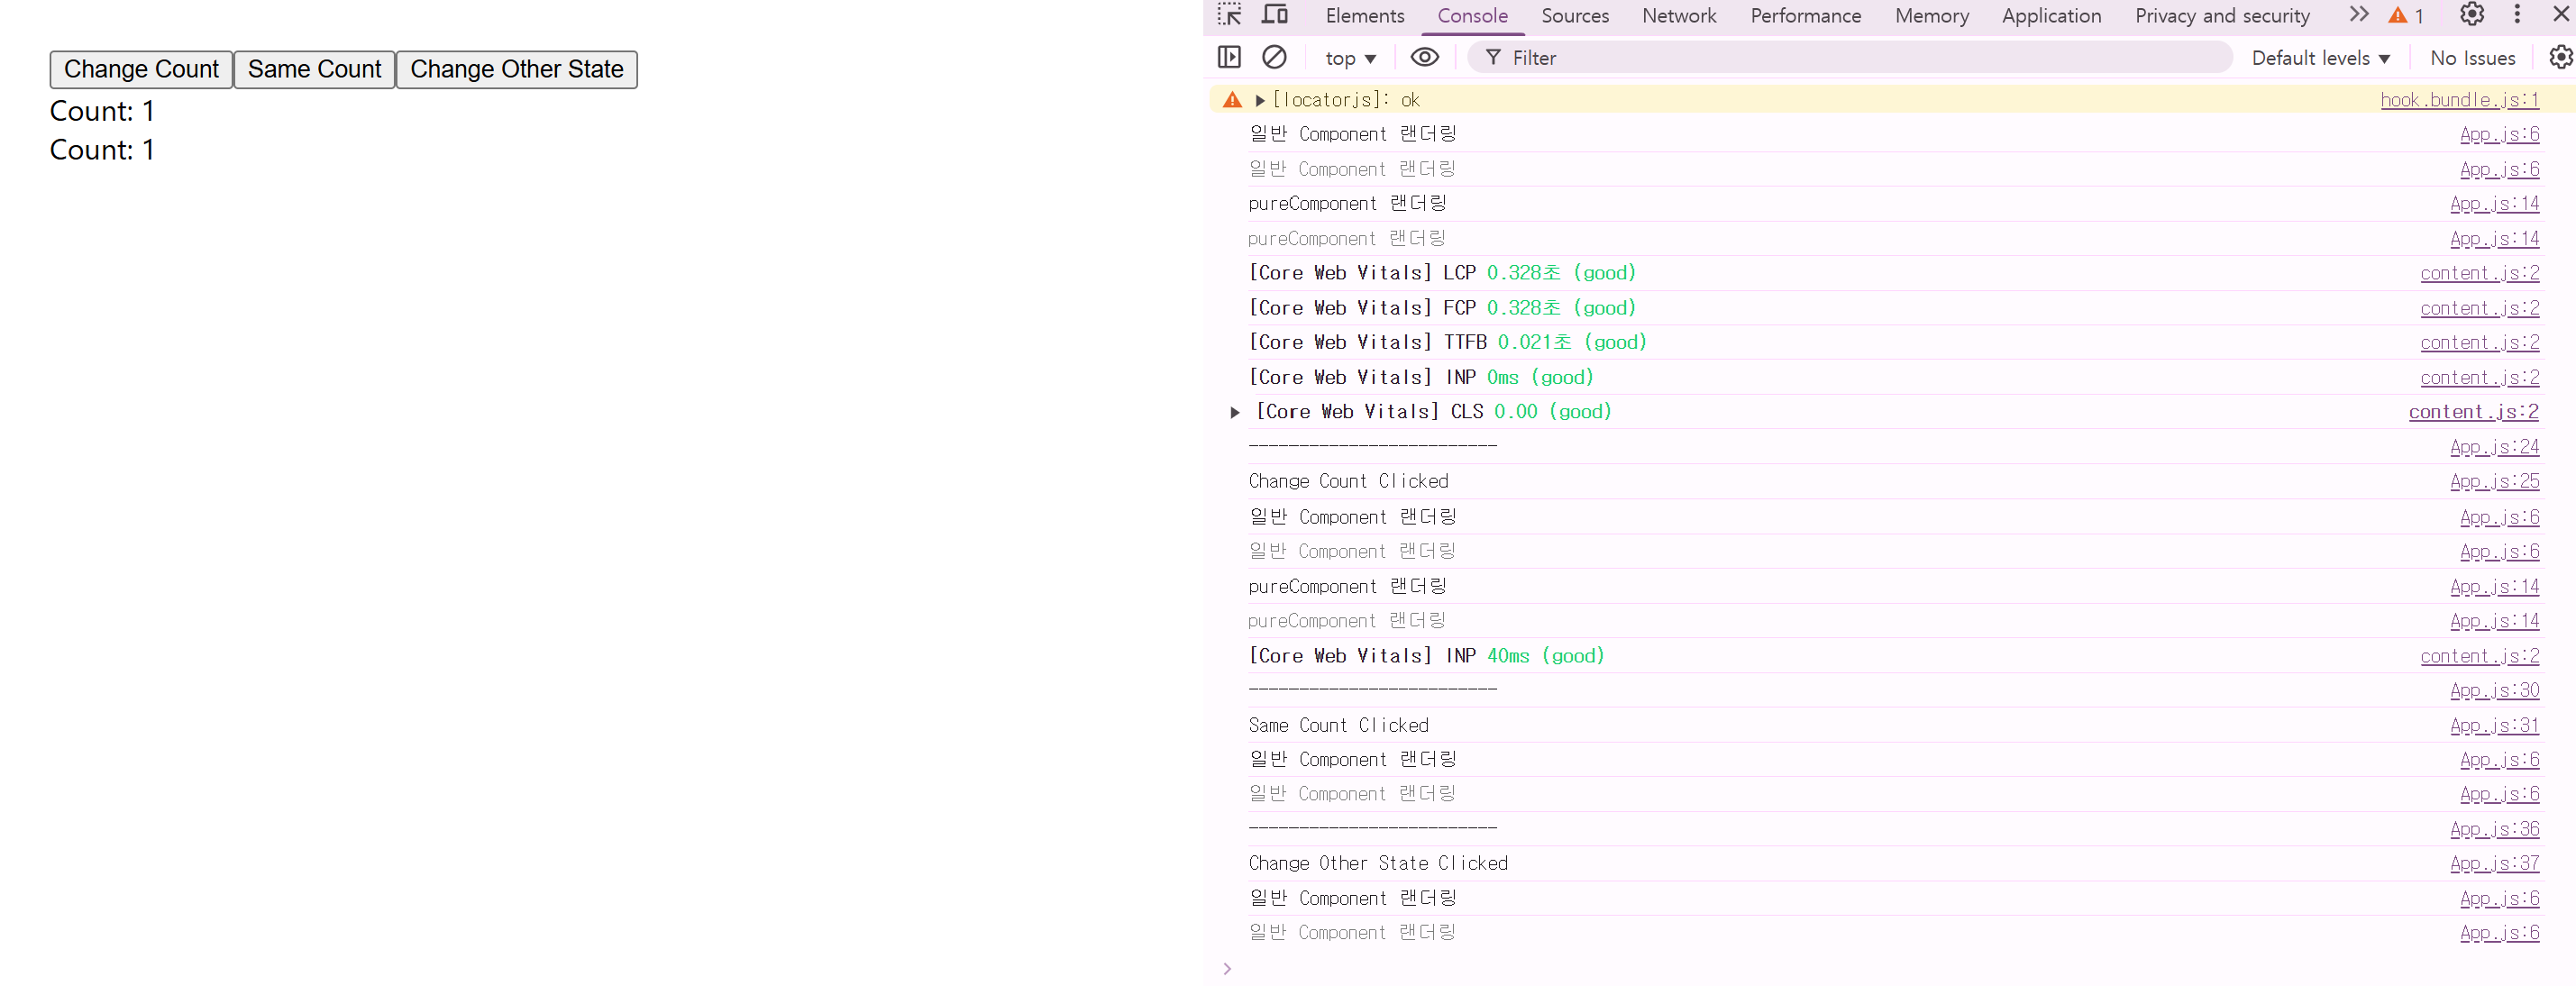 Change Count Same Count Change Other State
Count: 1
Count: 1
Elements Console Sources Network Performance Memory Application Privacy and security 1
top Filter Default levels No Issues
[locatorjs]: ok hook.bundle.js:1
일반 Component 랜더링 App.js:6
일반 Component 랜더링 App.js:6
pureComponent 랜더링 App.js:14
pureComponent 랜더링 App.js:14
[Core Web Vitals] LCP 0.328초 (good) content.js:2
[Core Web Vitals] FCP 0.328초 (good) content.js:2
[Core Web Vitals] TTFB 0.021초 (good) content.js:2
[Core Web Vitals] INP 0ms (good) content.js:2
[Core Web Vitals] CLS 0.00 (good) content.js:2
------------------------- App.js:24
Change Count Clicked App.js:25
일반 Component 랜더링 App.js:6
일반 Component 랜더링 App.js:6
pureComponent 랜더링 App.js:14
pureComponent 랜더링 App.js:14
[Core Web Vitals] INP 40ms (good) content.js:2
------------------------- App.js:30
Same Count Clicked App.js:31
일반 Component 랜더링 App.js:6
일반 Component 랜더링 App.js:6
------------------------- App.js:36
Change Other State Clicked App.js:37
일반 Component 랜더링 App.js:6
일반 Component 랜더링 App.js:6